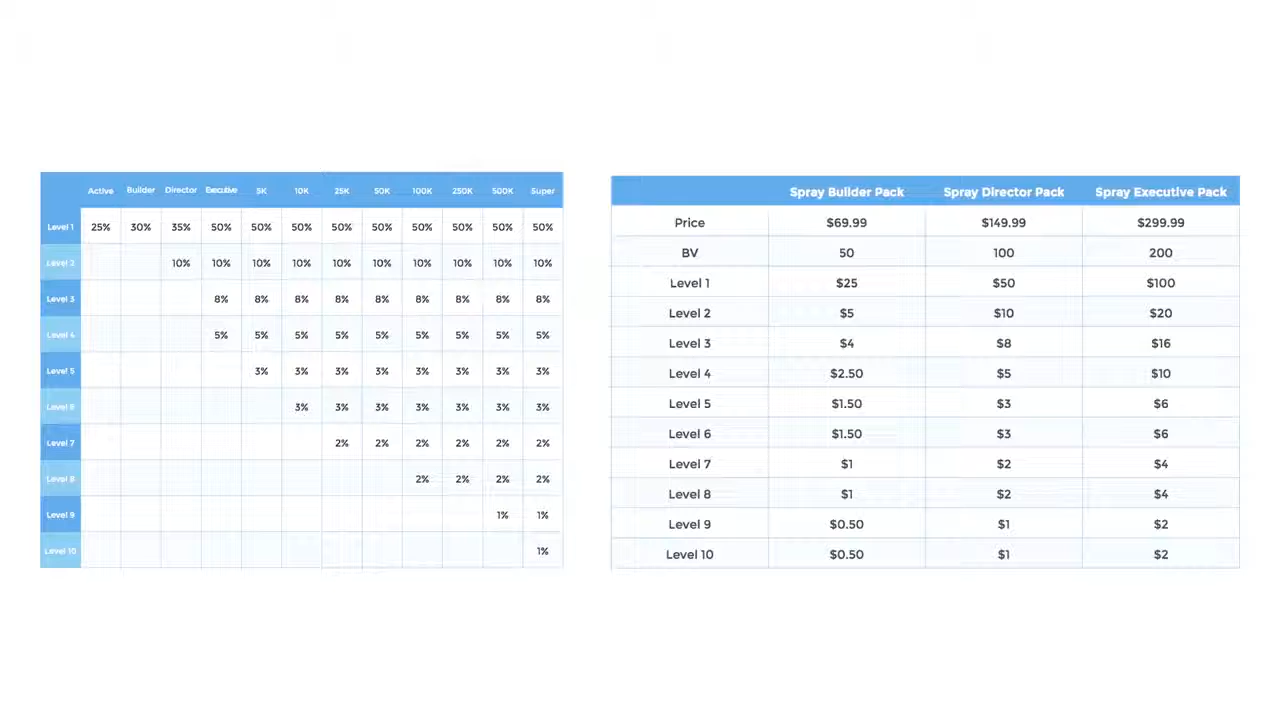 Active Builder Director Executive 5K 10K 25K 50K 100K 250K 500K Super
Level 1 25% 30% 35% 50% 50% 50% 50% 50% 50% 50% 50% 50%
Level 2 10% 10% 10% 10% 10% 10% 10% 10% 10% 10%
Level 3 8% 8% 8% 8% 8% 8% 8% 8% 8%
Level 4 5% 5% 5% 5% 5% 5% 5% 5% 5%
Level 5 3% 3% 3% 3% 3% 3% 3% 3%
Level 6 3% 3% 3% 3% 3% 3% 3%
Level 7 2% 2% 2% 2% 2% 2%
Level 8 2% 2% 2% 2%
Level 9 1% 1%
Level 10 1%
Spray Builder Pack Spray Director Pack Spray Executive Pack
Price $69.99 $149.99 $299.99
BV 50 100 200
Level 1 $25 $50 $100
Level 2 $5 $10 $20
Level 3 $4 $8 $16
Level 4 $2.50 $5 $10
Level 5 $1.50 $3 $6
Level 6 $1.50 $3 $6
Level 7 $1 $2 $4
Level 8 $1 $2 $4
Level 9 $0.50 $1 $2
Level 10 $0.50 $1 $2